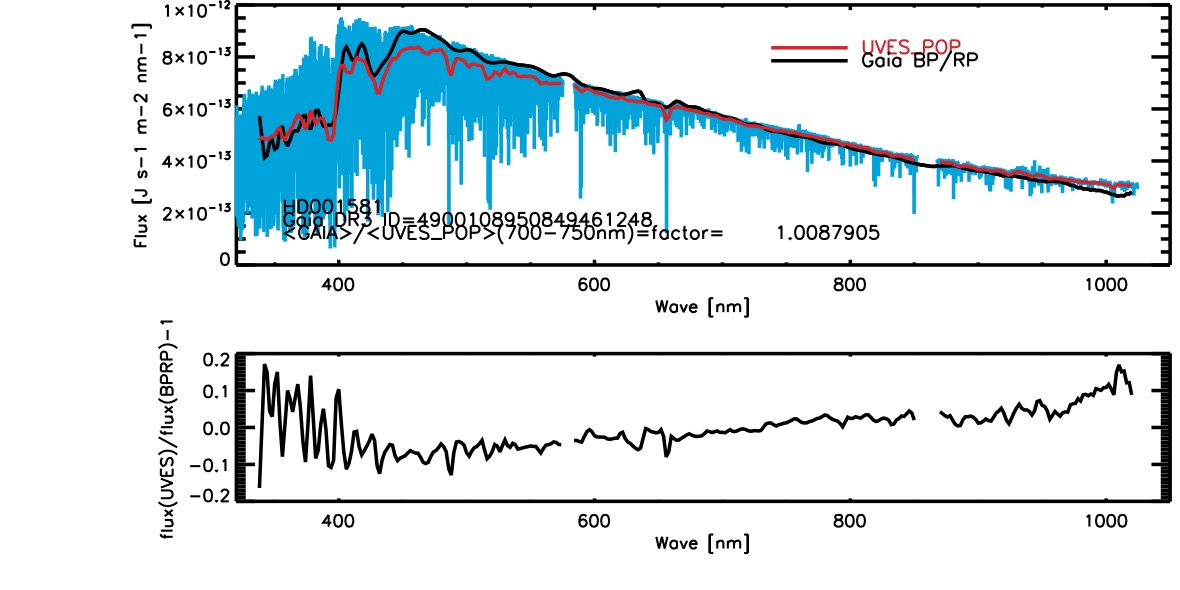 1×10−12
8×10−13
6×10−13
4×10−13
2×10−13
0
Flux [J s−1 m−2 nm−1]
UVES_POP
Gaia BP/RP
HD001581
Gaia DR3 ID=4900108950849461248
<GAIA>/<UVES_POP>(700−750nm)=factor= 1.0087905
400 600 800 1000
Wave [nm]
0.2
0.1
0.0
−0.1
−0.2
flux(UVES)/flux(BPRP)−1
400 600 800 1000
Wave [nm]